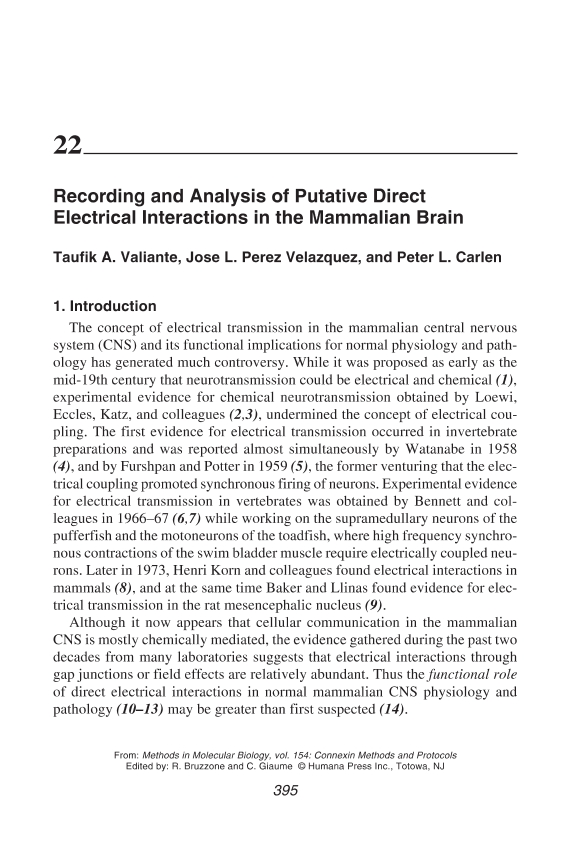 22
Recording and Analysis of Putative Direct
Electrical Interactions in the Mammalian Brain
Taufik A. Valiante, Jose L. Perez Velazquez, and Peter L. Carlen
1. Introduction
The concept of electrical transmission in the mammalian central nervous
system (CNS) and its functional implications for normal physiology and path-
ology has generated much controversy. While it was proposed as early as the
mid-19th century that neurotransmission could be electrical and chemical (1),
experimental evidence for chemical neurotransmission obtained by Loewi,
Eccles, Katz, and colleagues (2,3), undermined the concept of electrical cou-
pling. The first evidence for electrical transmission occurred in invertebrate
preparations and was reported almost simultaneously by Watanabe in 1958
(4), and by Furshpan and Potter in 1959 (5), the former venturing that the elec-
trical coupling promoted synchronous firing of neurons. Experimental evidence
for electrical transmission in vertebrates was obtained by Bennett and col-
leagues in 1966–67 (6,7) while working on the supramedullary neurons of the
pufferfish and the motoneurons of the toadfish, where high frequency synchro-
nous contractions of the swim bladder muscle require electrically coupled neu-
rons. Later in 1973, Henri Korn and colleagues found electrical interactions in
mammals (8), and at the same time Baker and Llinas found evidence for elec-
trical transmission in the rat mesencephalic nucleus (9).
Although it now appears that cellular communication in the mammalian
CNS is mostly chemically mediated, the evidence gathered during the past two
decades from many laboratories suggests that electrical interactions through
gap junctions or field effects are relatively abundant. Thus the functional role
of direct electrical interactions in normal mammalian CNS physiology and
pathology (10–13) may be greater than first suspected (14).
From: Methods in Molecular Biology, vol. 154: Connexin Methods and Protocols
Edited by: R. Bruzzone and C. Giaume © Humana Press Inc., Totowa, NJ
395